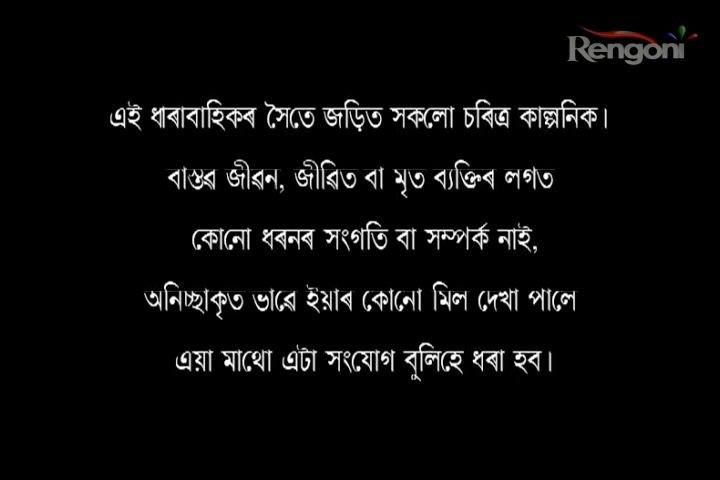 Rengoni
এই ধাৰাবাহিকৰ সৈতে জড়িত সকলো চৰিত্ৰ কাল্পনিক।
বাস্তৱ জীৱন, জীৱিত বা মৃত ব্যক্তিৰ লগত
কোনো ধৰনৰ সংগতি বা সম্পৰ্ক নাই,
অনিচ্ছাকৃত ভাৱে ইয়াৰ কোনো মিল দেখা পালে
এয়া মাথো এটা সংযোগ বুলিহে ধৰা হব।